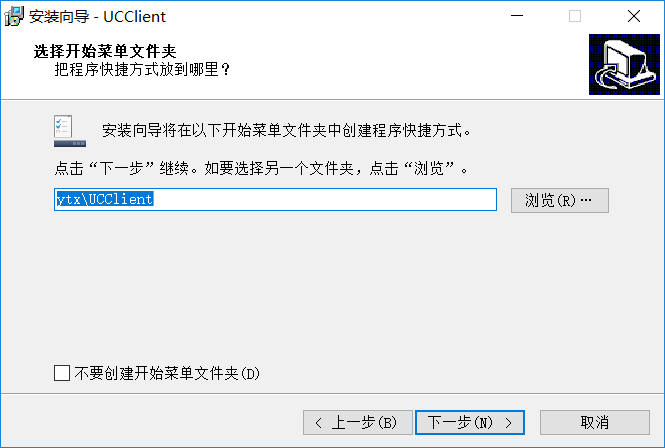 安装向导 - UCClient
选择开始菜单文件夹
把程序快捷方式放到哪里？
安装向导将在以下开始菜单文件夹中创建程序快捷方式。
点击“下一步”继续。如要选择另一个文件夹，点击“浏览”。
ytx\UCClient
浏览(R)…
不要创建开始菜单文件夹(D)
< 上一步(B)
下一步(N) >
取消